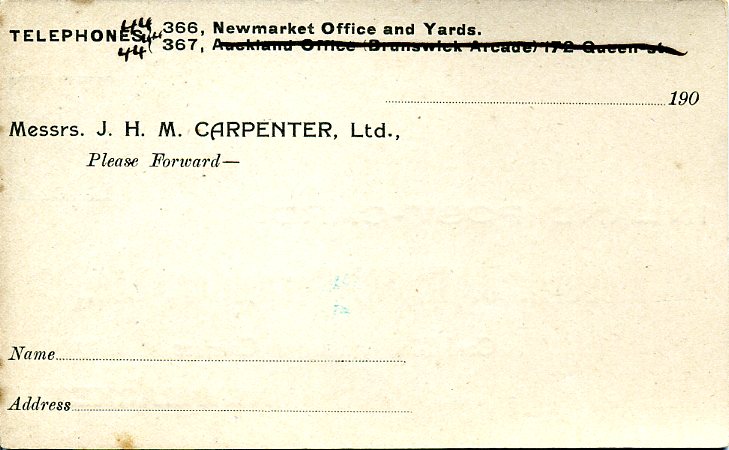 TELEPHONES 44 366, Newmarket Office and Yards.
44 367, Auckland Office (Brunswick Arcade) 172 Queen-st.
190
Messrs. J. H. M. CARPENTER, Ltd.,
Please Forward—
Name
Address